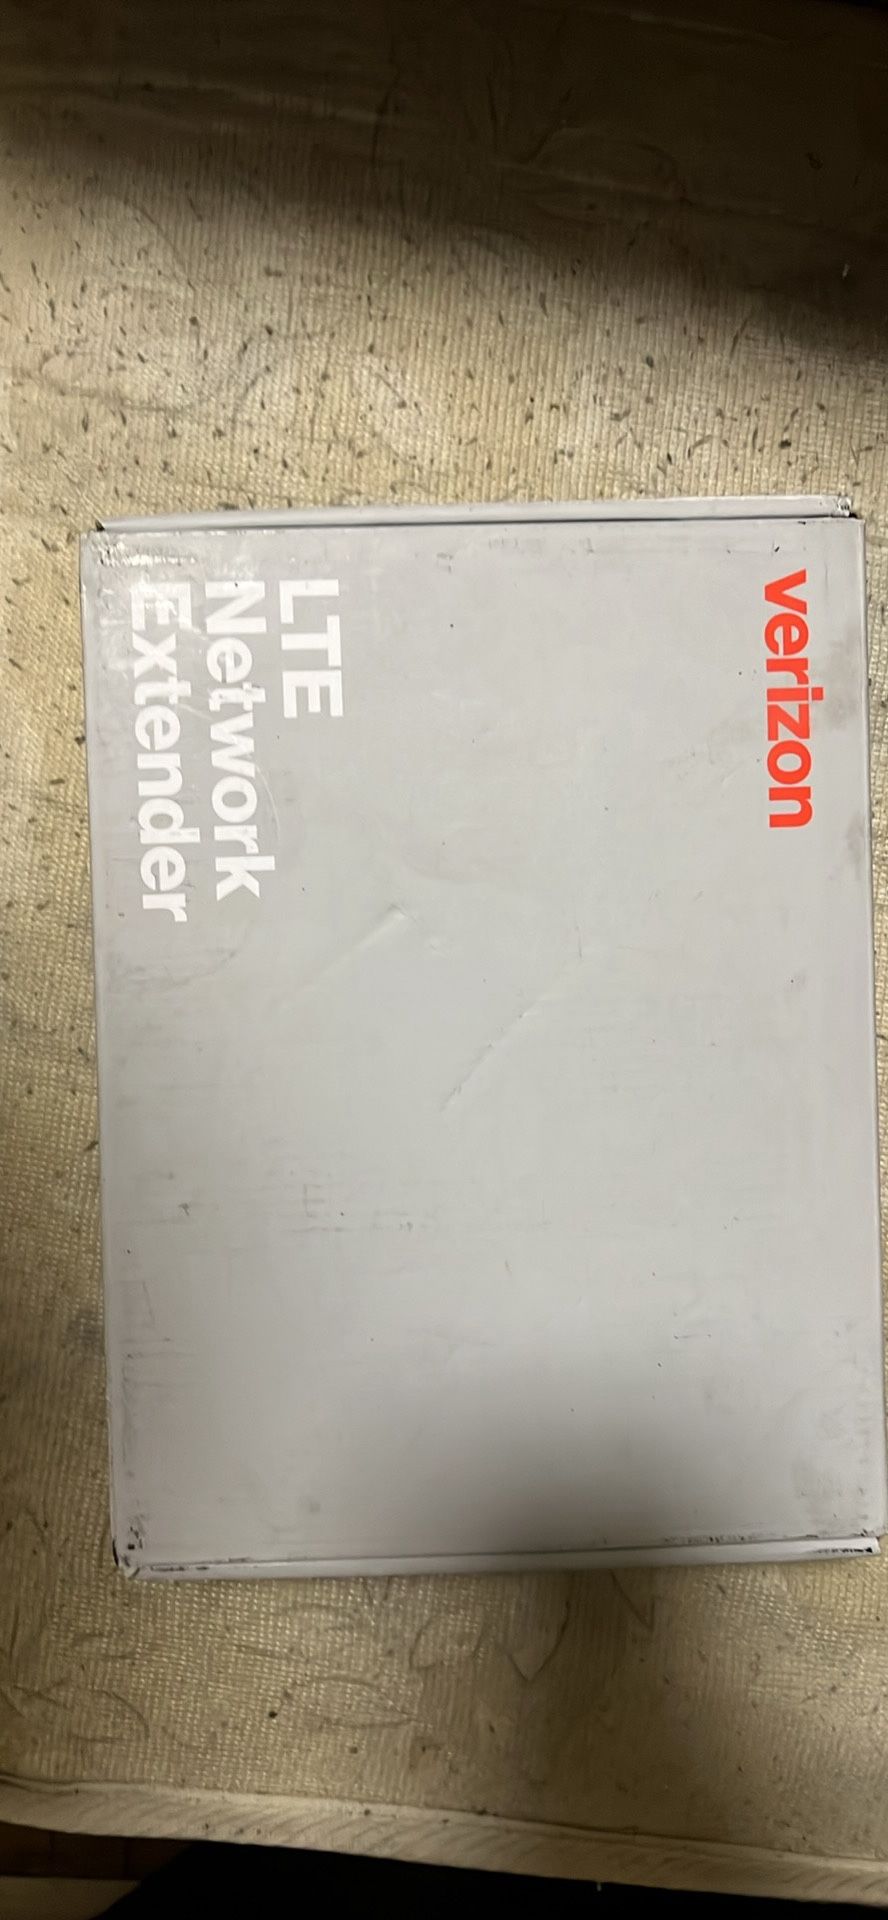 verizon
LTE
Network
Extender